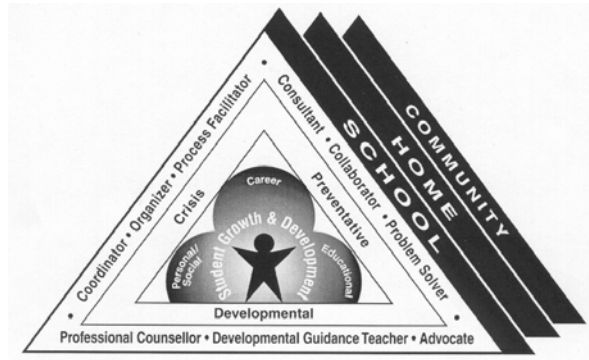 COMMUNITY
HOME
SCHOOL
Coordinator • Organizer • Process Facilitator
Consultant • Collaborator • Problem Solver
Crisis
Preventative
Career
Student Growth & Development
Personal/
Social
Educational
Developmental
Professional Counsellor • Developmental Guidance Teacher • Advocate